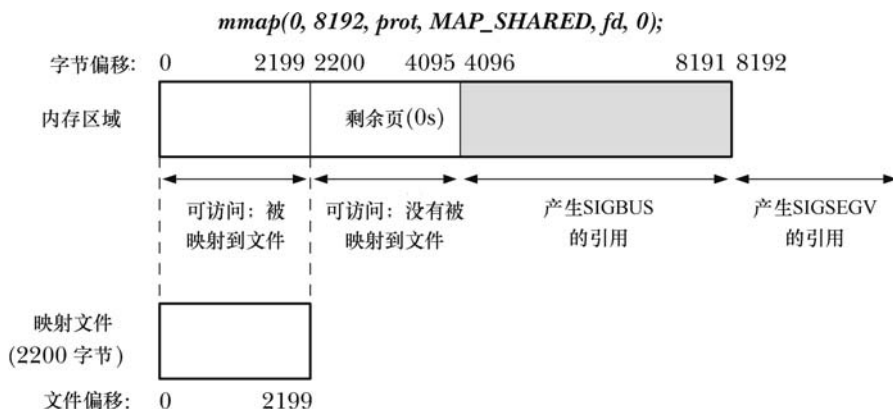 mmap(0, 8192, prot, MAP_SHARED, fd, 0);
字节偏移: 0 2199 2200 4095 4096 8191 8192
内存区域 剩余页(0s)
可访问：被 可访问：没有被 产生SIGBUS 产生SIGSEGV
映射到文件 映射到文件 的引用 的引用
映射文件
(2200 字节)
文件偏移: 0 2199